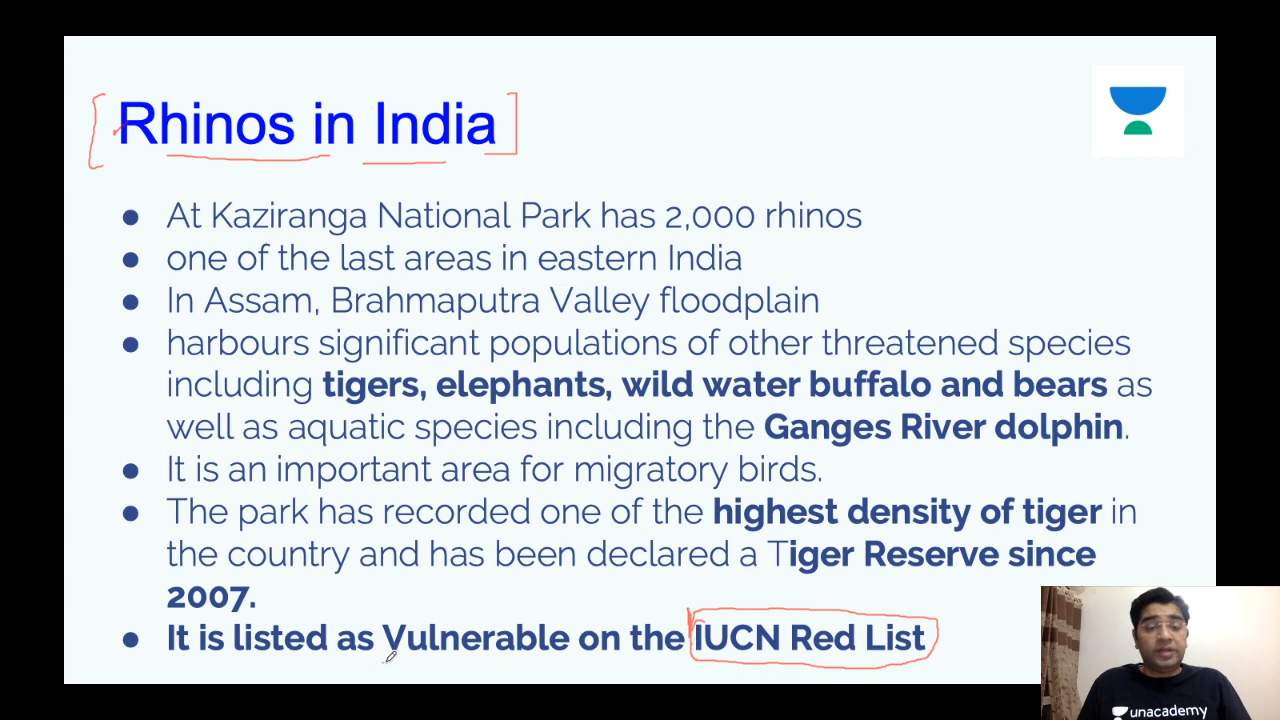 Rhinos in India
● At Kaziranga National Park has 2,000 rhinos
● one of the last areas in eastern India
● In Assam, Brahmaputra Valley floodplain
● harbours significant populations of other threatened species
including tigers, elephants, wild water buffalo and bears as
well as aquatic species including the Ganges River dolphin.
● It is an important area for migratory birds.
● The park has recorded one of the highest density of tiger in
the country and has been declared a Tiger Reserve since
2007.
● It is listed as Vulnerable on the IUCN Red List
unacademy